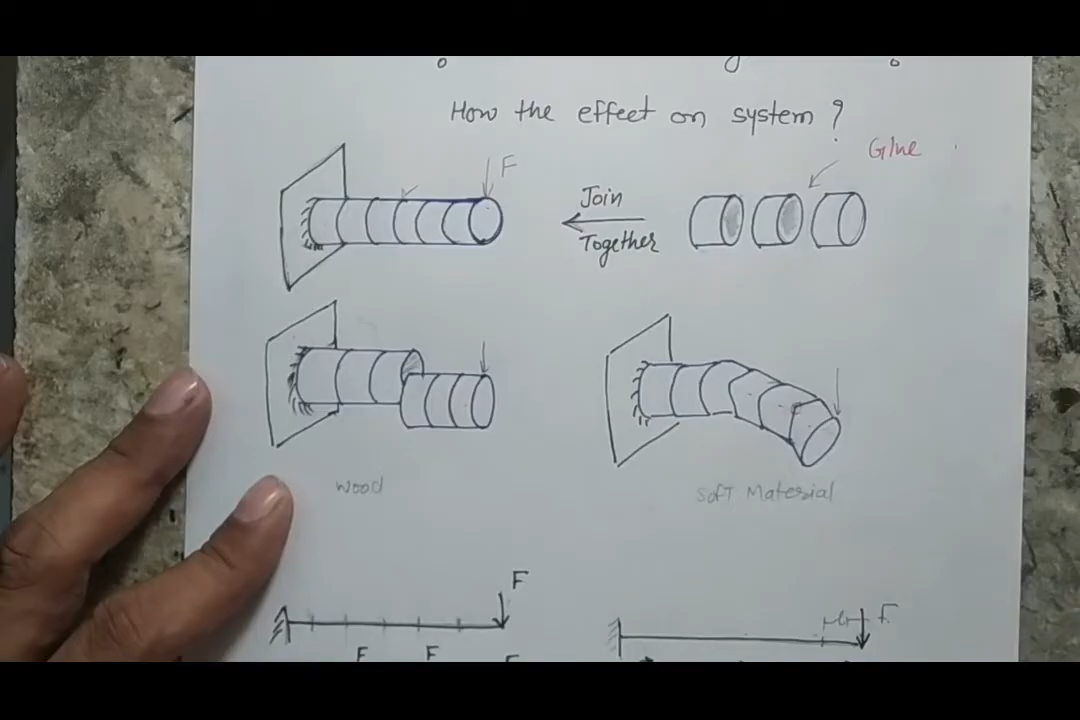 How the effect on system ?
Glue
F
Join
Together
Wood
Soft Material
F
F
F F